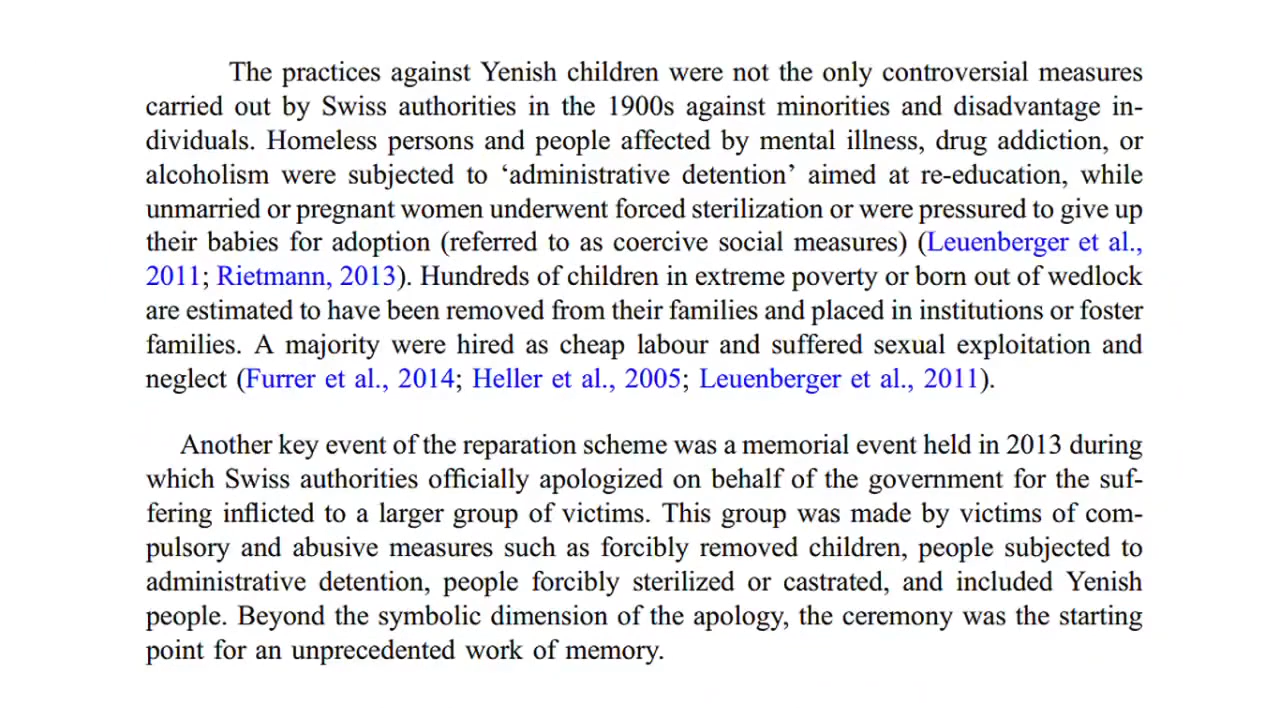 The practices against Yenish children were not the only controversial measures
carried out by Swiss authorities in the 1900s against minorities and disadvantage in-
dividuals. Homeless persons and people affected by mental illness, drug addiction, or
alcoholism were subjected to ‘administrative detention’ aimed at re-education, while
unmarried or pregnant women underwent forced sterilization or were pressured to give up
their babies for adoption (referred to as coercive social measures) (Leuenberger et al.,
2011; Rietmann, 2013). Hundreds of children in extreme poverty or born out of wedlock
are estimated to have been removed from their families and placed in institutions or foster
families. A majority were hired as cheap labour and suffered sexual exploitation and
neglect (Furrer et al., 2014; Heller et al., 2005; Leuenberger et al., 2011).
Another key event of the reparation scheme was a memorial event held in 2013 during
which Swiss authorities officially apologized on behalf of the government for the suf-
fering inflicted to a larger group of victims. This group was made by victims of com-
pulsory and abusive measures such as forcibly removed children, people subjected to
administrative detention, people forcibly sterilized or castrated, and included Yenish
people. Beyond the symbolic dimension of the apology, the ceremony was the starting
point for an unprecedented work of memory.